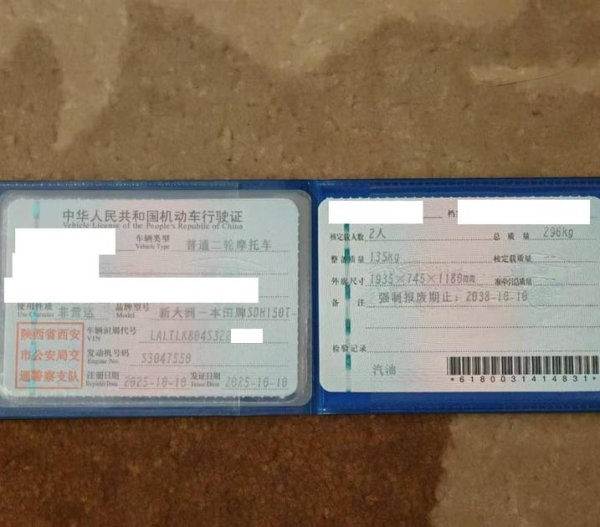 中华人民共和国机动车行驶证
Vehicle License of the People's Republic of China
车辆类型 普通二轮摩托车
Vehicle Type
使用性质 非营运 品牌型号 新大洲-本田牌SDH150T-
Use Character Model
陕西省西安市公安局交通警察支队
车辆识别代号
VIN
发动机号码
Engine No.
注册日期 2025-10-10 发证日期 2025-10-10
Register Date Issue Date
档
核定载人数 2人 总质量 296kg
整备质量 135kg 核定载质量 --
外廓尺寸 1935×745×1180mm 准牵引总质量 --
备注 强制报废期止：2038-10-10
检验记录
汽油
*6180031414831*